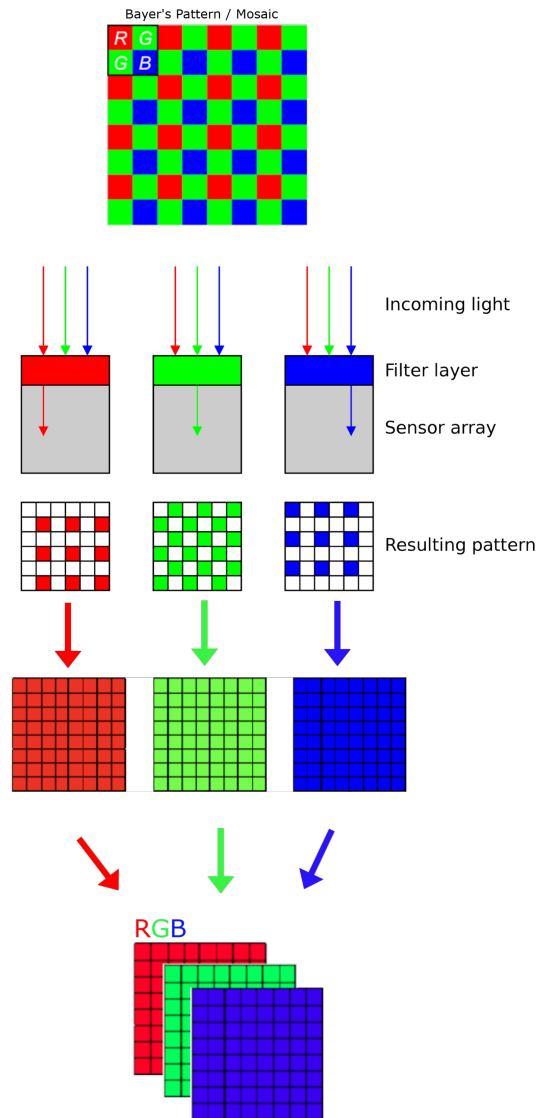 Bayer's Pattern / Mosaic
R G
G B
Incoming light
Filter layer
Sensor array
Resulting pattern
RGB